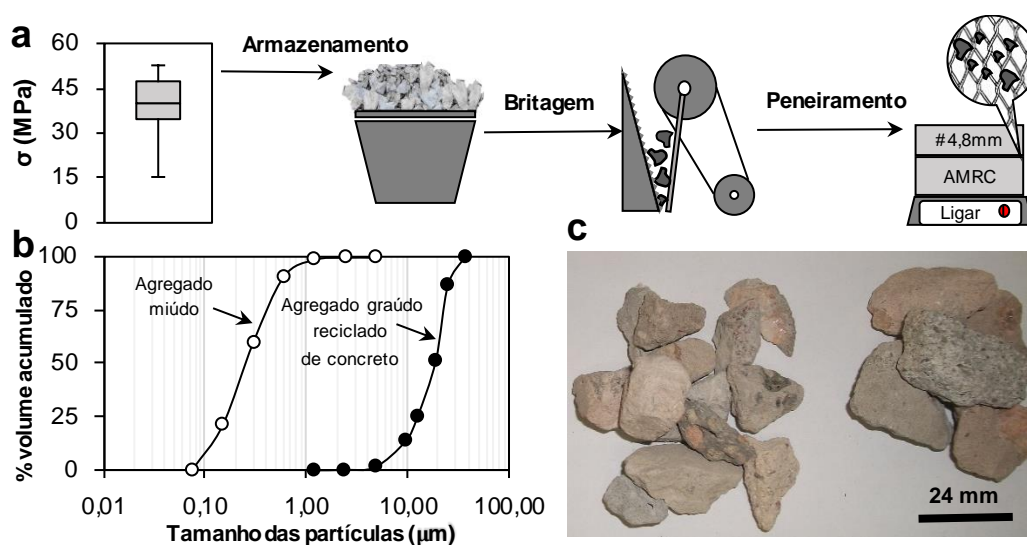 a
σ (MPa)
60
45
30
15
0
Armazenamento
Britagem
Peneiramento
#4,8mm
AMRC
Ligar
b
% volume acumulado
100
75
50
25
0
Agregado
miúdo
Agregado graúdo
reciclado
de concreto
0,01
0,10
1,00
10,00
100,00
Tamanho das partículas (μm)
c
24 mm